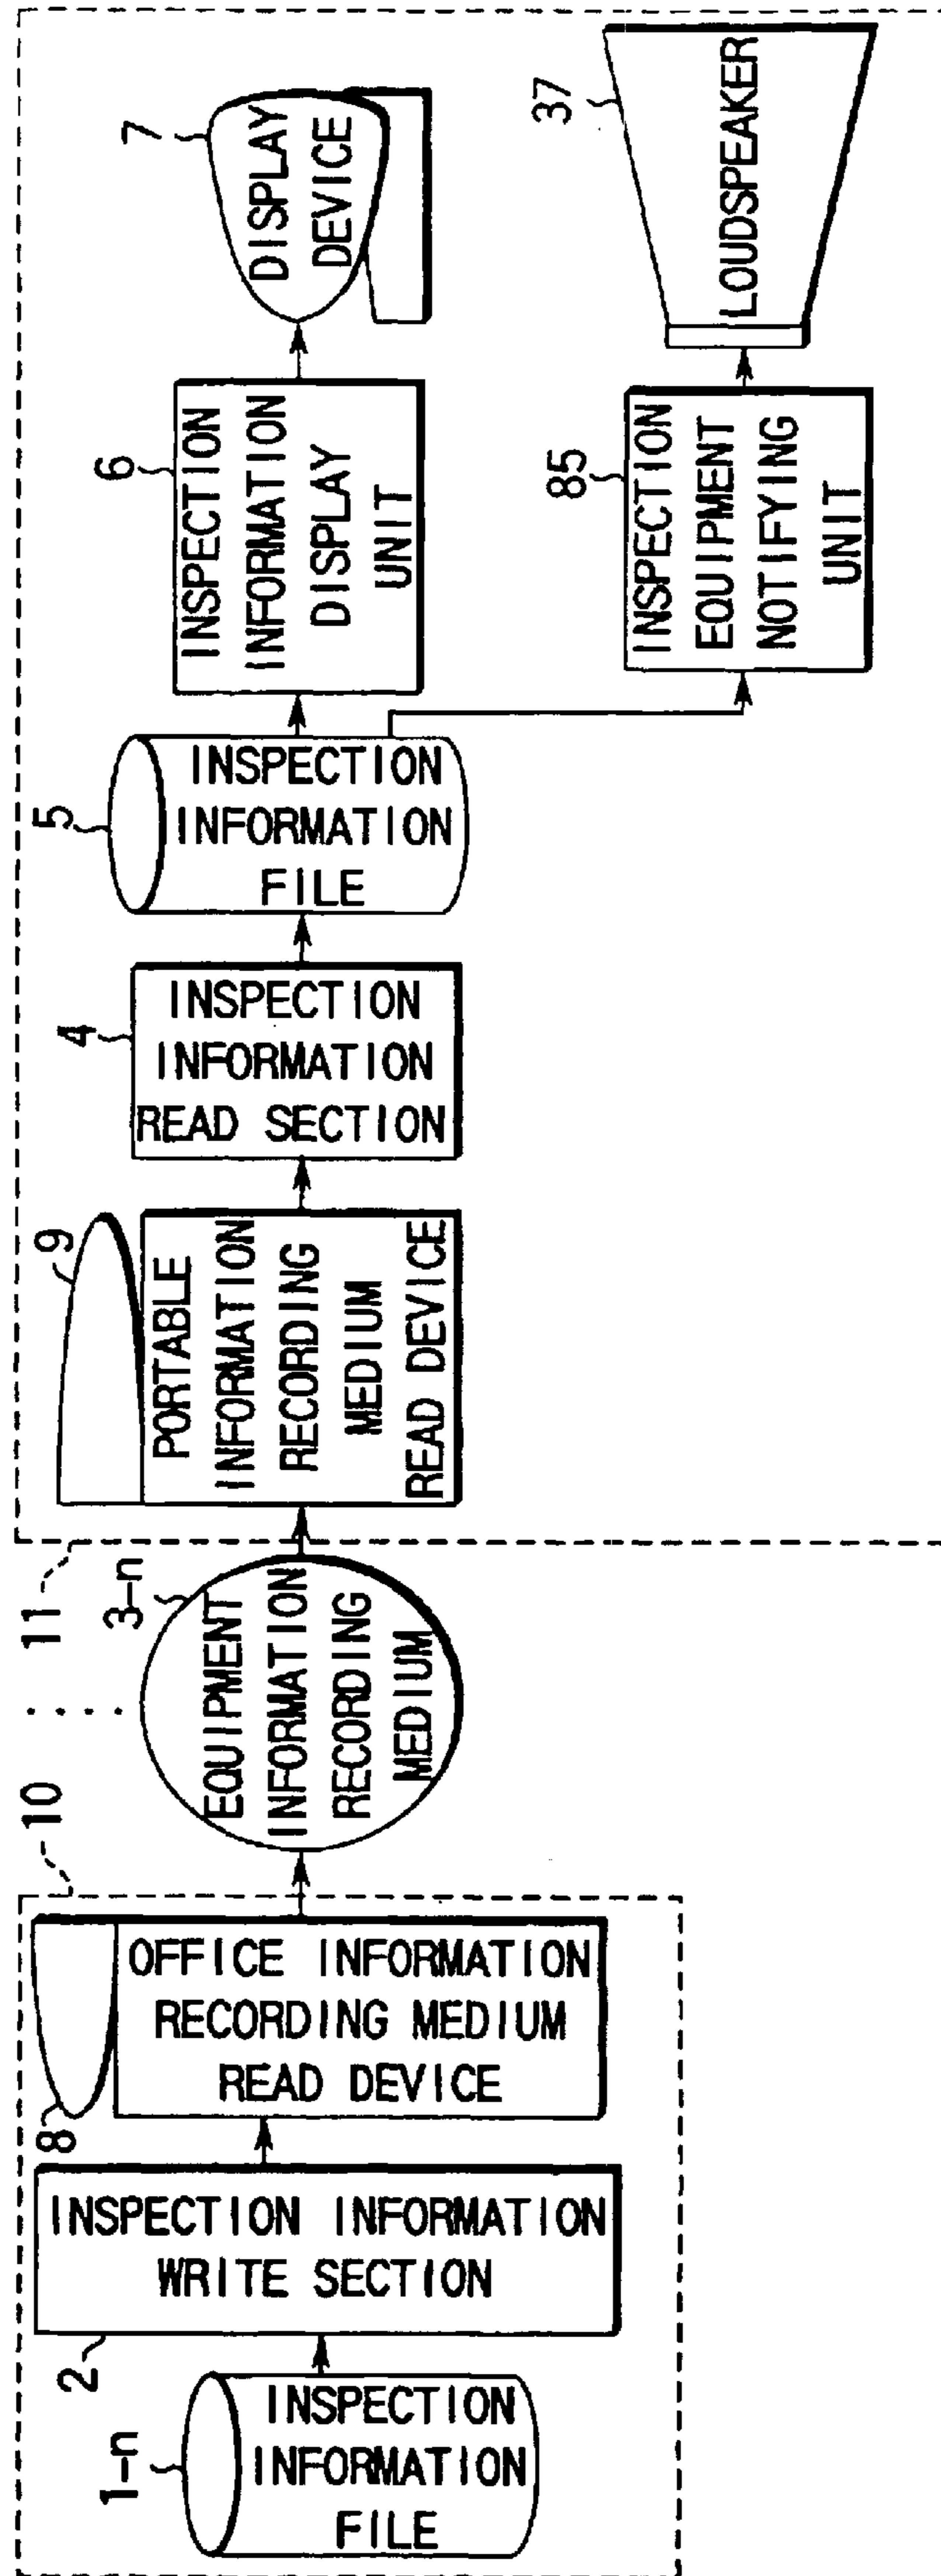 1-n
INSPECTION
INFORMATION
FILE
2
INSPECTION INFORMATION
WRITE SECTION
8
OFFICE INFORMATION
RECORDING MEDIUM
READ DEVICE
10
3-n
EQUIPMENT
INFORMATION
RECORDING
MEDIUM
11
9
PORTABLE
INFORMATION
RECORDING
MEDIUM
READ DEVICE
4
INSPECTION
INFORMATION
READ SECTION
5
INSPECTION
INFORMATION
FILE
6
INSPECTION
INFORMATION
DISPLAY
UNIT
7
DISPLAY
DEVICE
85
INSPECTION
EQUIPMENT
NOTIFYING
UNIT
37
LOUDSPEAKER